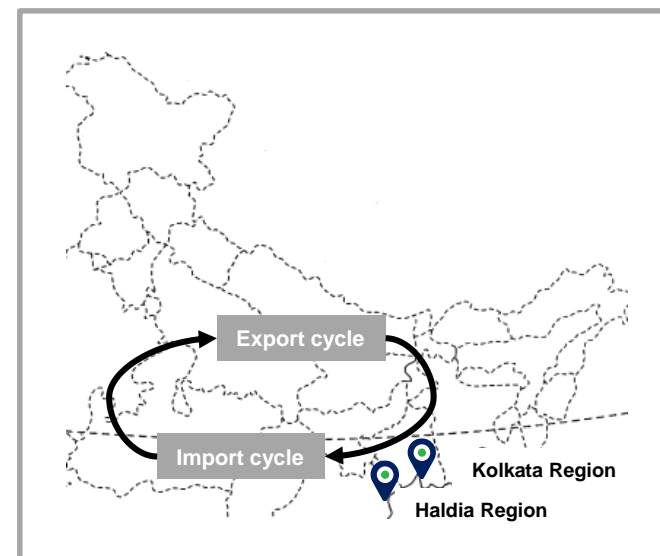 Export cycle
Import cycle
Kolkata Region
Haldia Region